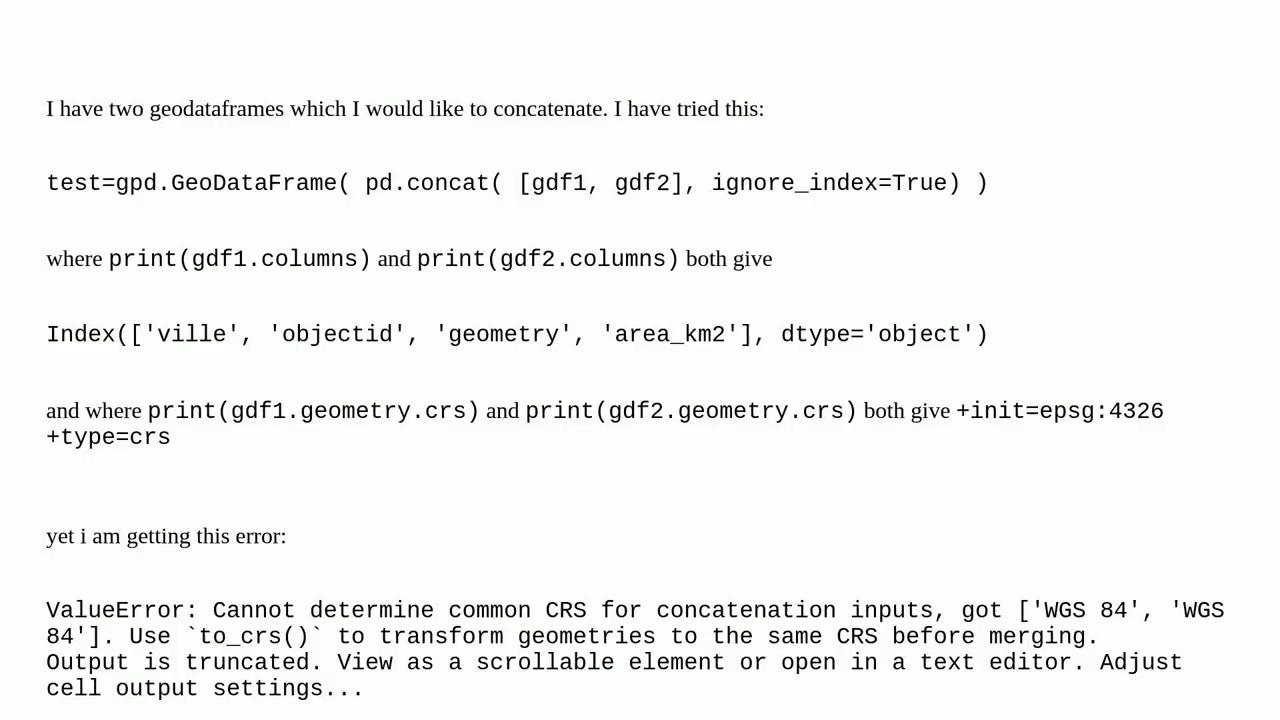 I have two geodataframes which I would like to concatenate. I have tried this:
test=gpd.GeoDataFrame( pd.concat( [gdf1, gdf2], ignore_index=True) )
where print(gdf1.columns) and print(gdf2.columns) both give
Index(['ville', 'objectid', 'geometry', 'area_km2'], dtype='object')
and where print(gdf1.geometry.crs) and print(gdf2.geometry.crs) both give +init=epsg:4326
+type=crs
yet i am getting this error:
ValueError: Cannot determine common CRS for concatenation inputs, got ['WGS 84', 'WGS
84']. Use `to_crs()` to transform geometries to the same CRS before merging.
Output is truncated. View as a scrollable element or open in a text editor. Adjust
cell output settings...